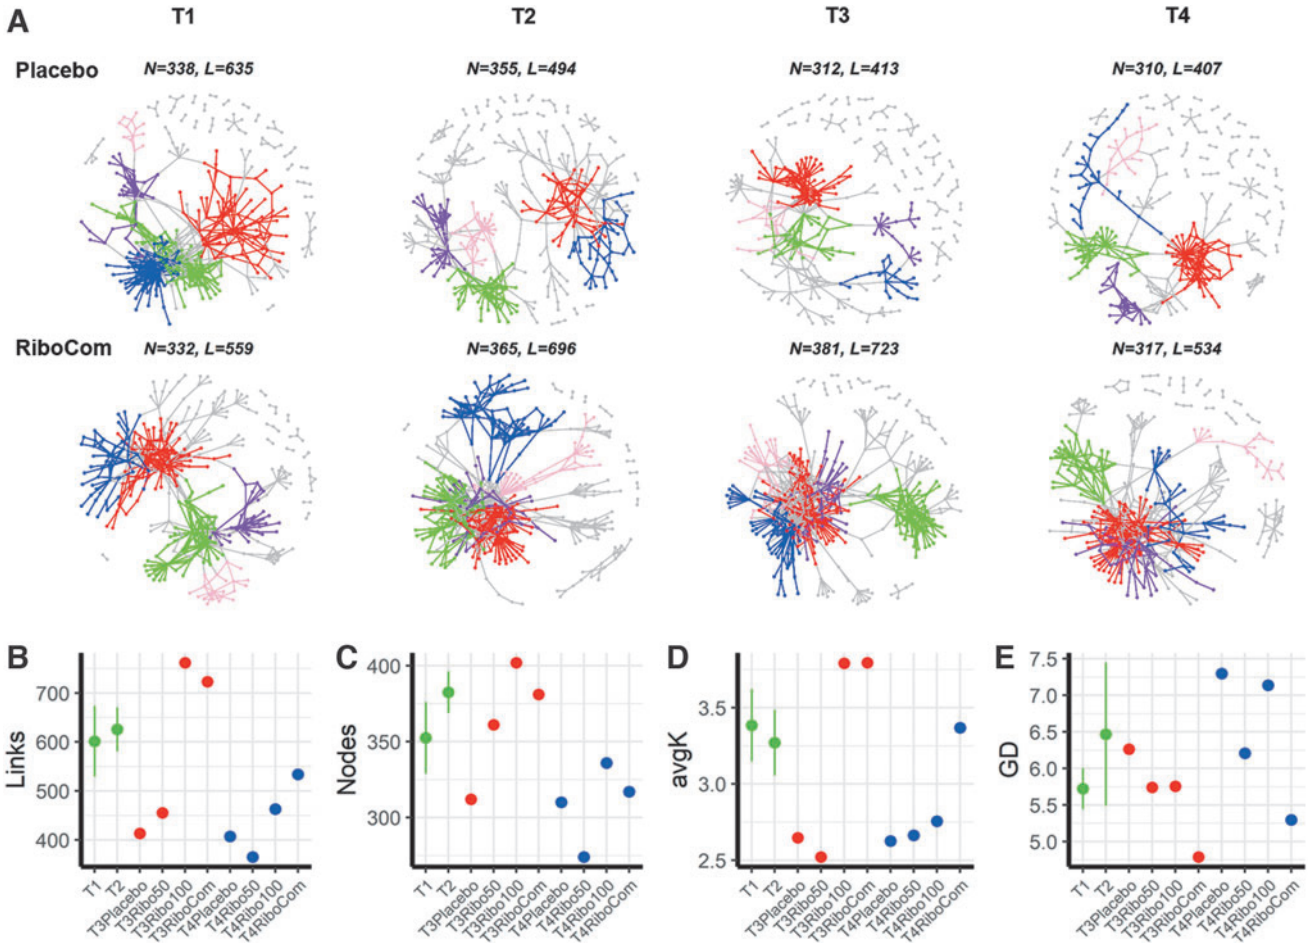 A T1 T2 T3 T4
Placebo N=338, L=635 N=355, L=494 N=312, L=413 N=310, L=407
RiboCom N=332, L=559 N=365, L=696 N=381, L=723 N=317, L=534
B
Links
700
600
500
400
T1
T2
T3Placebo
T3Ribo50
T3Ribo100
T3RiboCom
T4Placebo
T4Ribo50
T4Ribo100
T4RiboCom
C
Nodes
400
350
300
T1
T2
T3Placebo
T3Ribo50
T3Ribo100
T3RiboCom
T4Placebo
T4Ribo50
T4Ribo100
T4RiboCom
D
avgK
3.5
3.0
2.5
T1
T2
T3Placebo
T3Ribo50
T3Ribo100
T3RiboCom
T4Placebo
T4Ribo50
T4Ribo100
T4RiboCom
E
GD
7.5
7.0
6.5
6.0
5.5
5.0
T1
T2
T3Placebo
T3Ribo50
T3Ribo100
T3RiboCom
T4Placebo
T4Ribo50
T4Ribo100
T4RiboCom